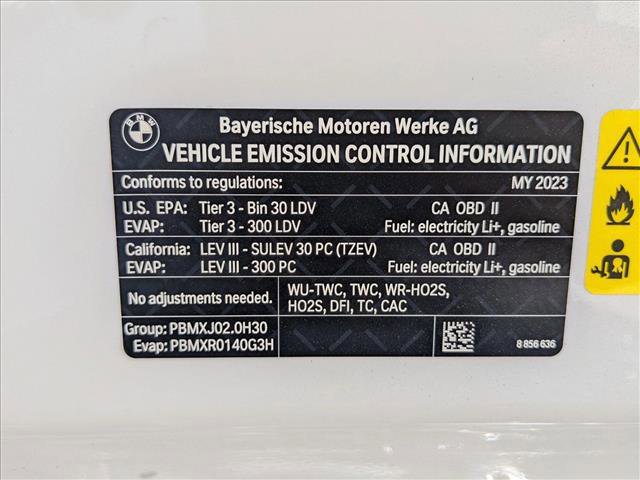 BMW
Bayerische Motoren Werke AG
VEHICLE EMISSION CONTROL INFORMATION
Conforms to regulations: MY 2023
U.S. EPA: Tier 3 - Bin 30 LDV CA OBD II
EVAP: Tier 3 - 300 LDV Fuel: electricity Li+, gasoline
California: LEV III - SULEV 30 PC (TZEV) CA OBD II
EVAP: LEV III - 300 PC Fuel: electricity Li+, gasoline
No adjustments needed. WU-TWC, TWC, WR-HO2S,
HO2S, DFI, TC, CAC
Group: PBMXJ02.0H30
Evap: PBMXR0140G3H 8 856 636